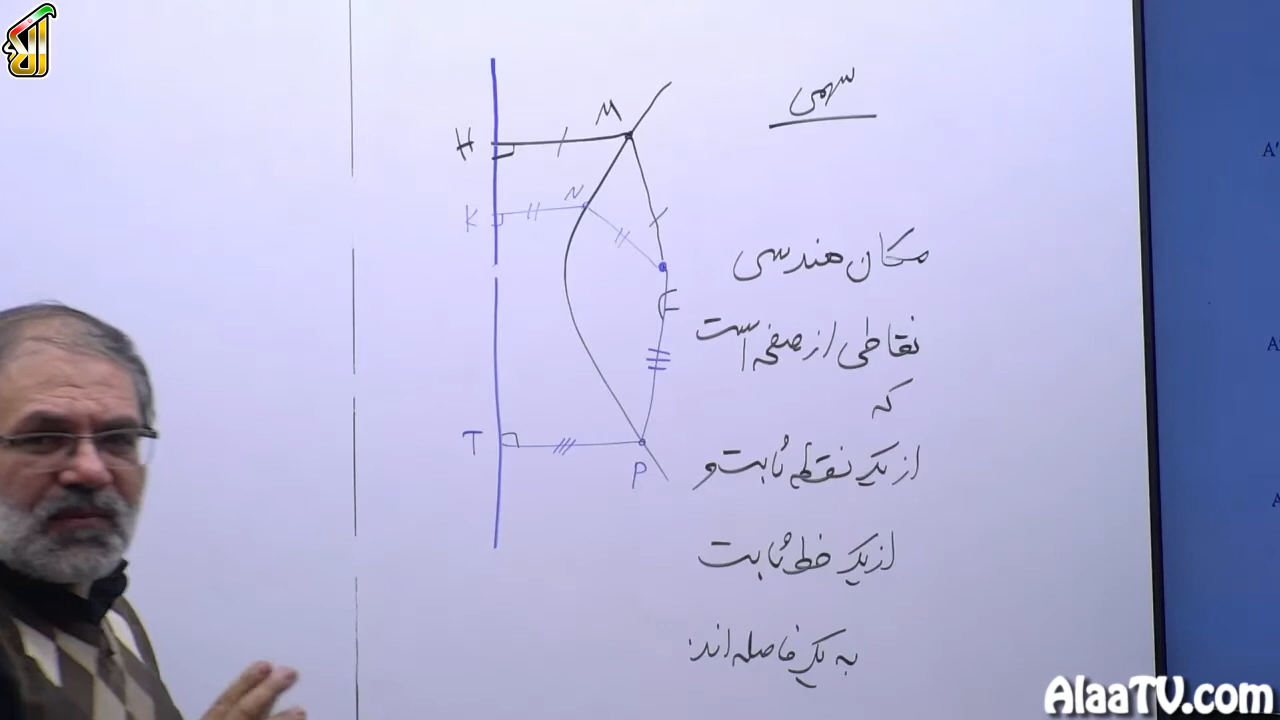 سهمی
مکان هندسی
نقاطی از صفحه است
که
از یک نقطه ثابت و
از یک خط ثابت
به یک فاصله اند.
H
M
K
N
F
T
P
A'
A
A
آلاء
AlaaTV.com